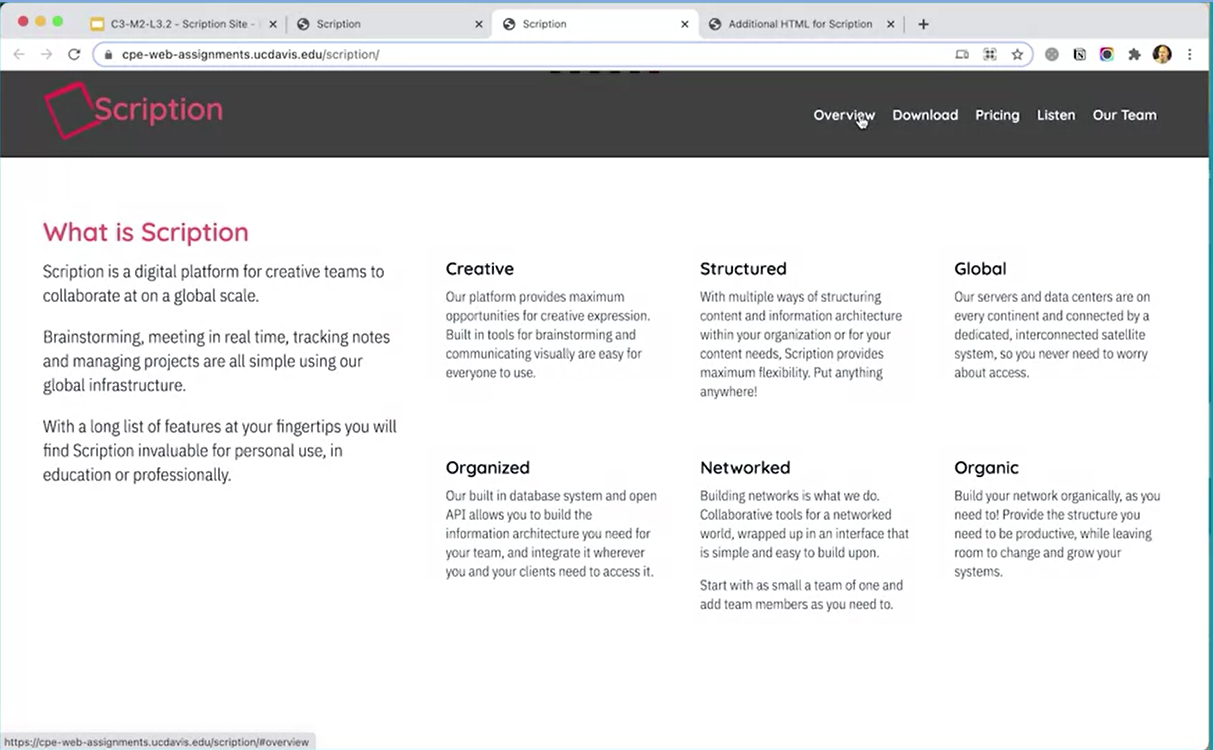 C3-M2-L3.2 - Scription Site -
Scription
Scription
Additional HTML for Scription
cpe-web-assignments.ucdavis.edu/scription/
Scription
Overview
Download
Pricing
Listen
Our Team
What is Scription
Scription is a digital platform for creative teams to
collaborate at on a global scale.
Brainstorming, meeting in real time, tracking notes
and managing projects are all simple using our
global infrastructure.
With a long list of features at your fingertips you will
find Scription invaluable for personal use, in
education or professionally.
Creative
Our platform provides maximum
opportunities for creative expression.
Built in tools for brainstorming and
communicating visually are easy for
everyone to use.
Structured
With multiple ways of structuring
content and information architecture
within your organization or for your
content needs, Scription provides
maximum flexibility. Put anything
anywhere!
Global
Our servers and data centers are on
every continent and connected by a
dedicated, interconnected satellite
system, so you never need to worry
about access.
Organized
Our built in database system and open
API allows you to build the
information architecture you need for
your team, and integrate it wherever
you and your clients need to access it.
Networked
Building networks is what we do.
Collaborative tools for a networked
world, wrapped up in an interface that
is simple and easy to build upon.
Start with as small a team of one and
add team members as you need to.
Organic
Build your network organically, as you
need to! Provide the structure you
need to be productive, while leaving
room to change and grow your
systems.
https://cpe-web-assignments.ucdavis.edu/scription/#overview